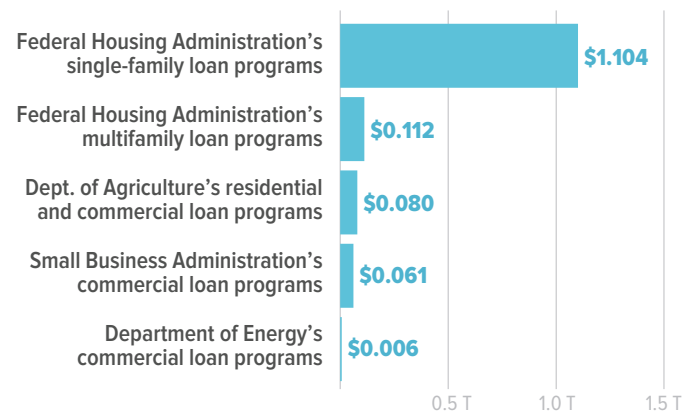 Federal Housing Administration’s
single-family loan programs
$1.104
Federal Housing Administration’s
multifamily loan programs
$0.112
Dept. of Agriculture’s residential
and commercial loan programs
$0.080
Small Business Administration’s
commercial loan programs
$0.061
Department of Energy’s
commercial loan programs
$0.006
0.5 T
1.0 T
1.5 T